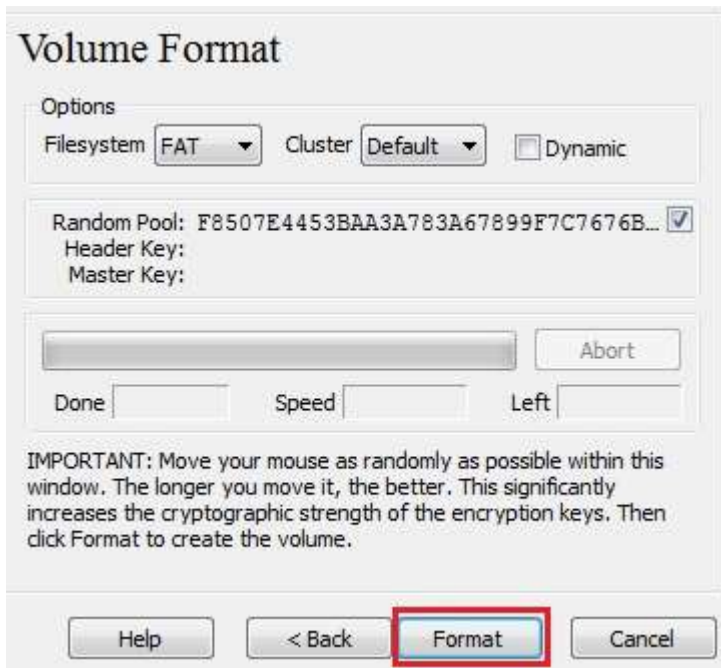 Volume Format
Options
Filesystem FAT Cluster Default Dynamic
Random Pool: F8507E4453BAA3A783A67899F7C7676B...
Header Key:
Master Key:
Abort
Done Speed Left
IMPORTANT: Move your mouse as randomly as possible within this
window. The longer you move it, the better. This significantly
increases the cryptographic strength of the encryption keys. Then
click Format to create the volume.
Help < Back Format Cancel